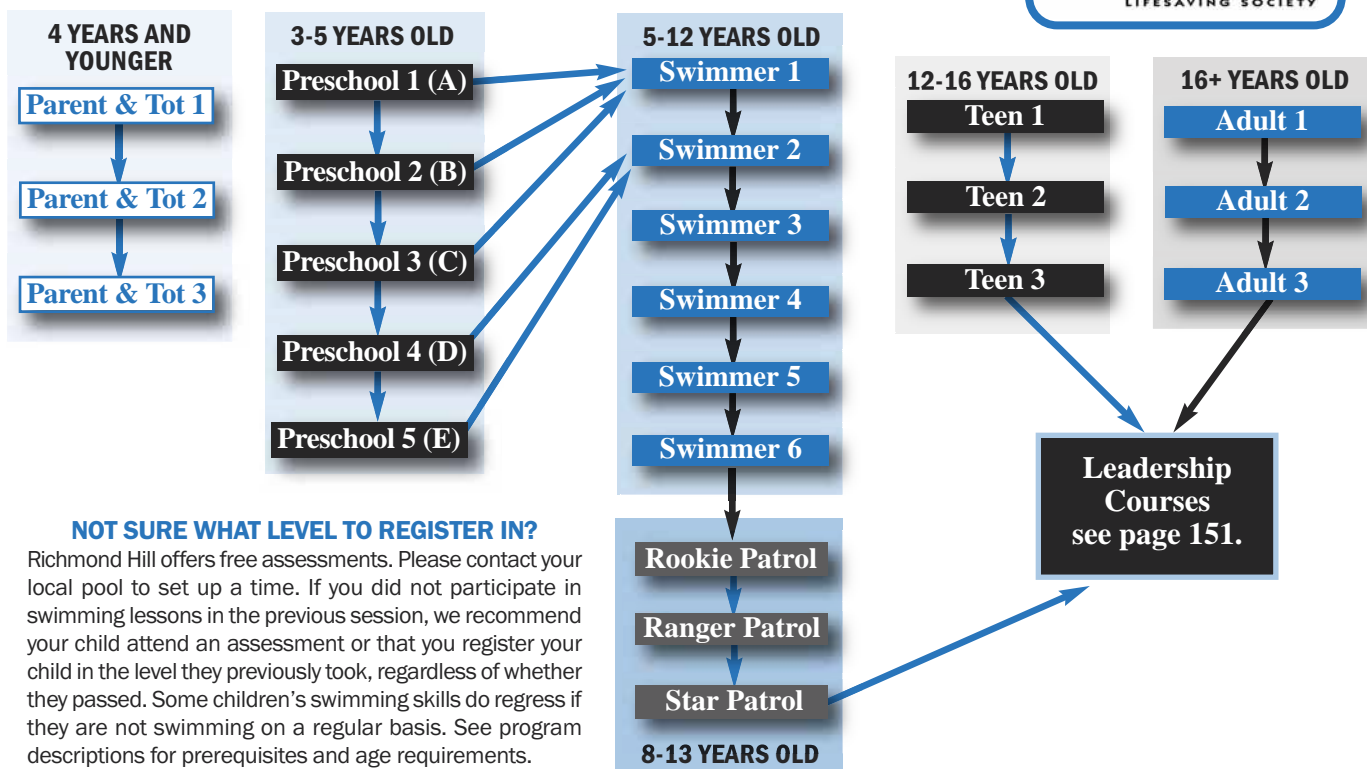 LIFESAVING SOCIETY
4 YEARS AND
YOUNGER
Parent & Tot 1
Parent & Tot 2
Parent & Tot 3
3-5 YEARS OLD
Preschool 1 (A)
Preschool 2 (B)
Preschool 3 (C)
Preschool 4 (D)
Preschool 5 (E)
5-12 YEARS OLD
Swimmer 1
Swimmer 2
Swimmer 3
Swimmer 4
Swimmer 5
Swimmer 6
Rookie Patrol
Ranger Patrol
Star Patrol
8-13 YEARS OLD
12-16 YEARS OLD
Teen 1
Teen 2
Teen 3
16+ YEARS OLD
Adult 1
Adult 2
Adult 3
Leadership
Courses
see page 151.
NOT SURE WHAT LEVEL TO REGISTER IN?
Richmond Hill offers free assessments. Please contact your
local pool to set up a time. If you did not participate in
swimming lessons in the previous session, we recommend
your child attend an assessment or that you register your
child in the level they previously took, regardless of whether
they passed. Some children's swimming skills do regress if
they are not swimming on a regular basis. See program
descriptions for prerequisites and age requirements.